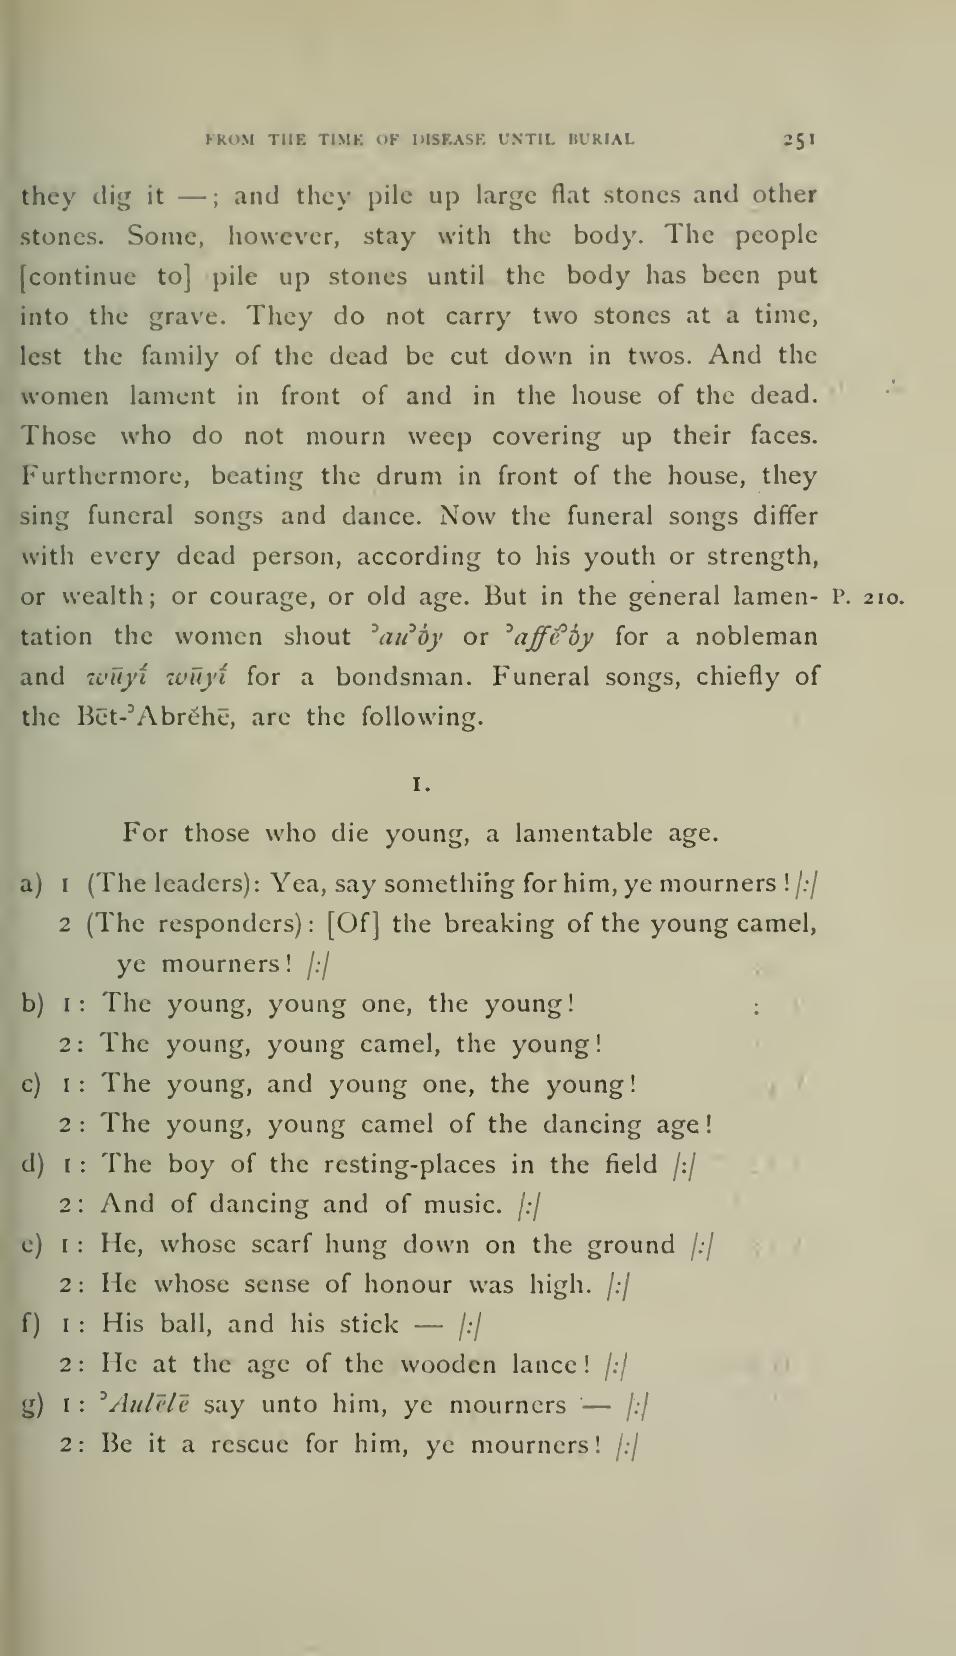 FROM THE TIME OF DISEASE UNTIL BURIAL 251
they dig it —; and they pile up large flat stones and other
stones. Some, however, stay with the body. The people
[continue to] pile up stones until the body has been put
into the grave. They do not carry two stones at a time,
lest the family of the dead be cut down in twos. And the
women lament in front of and in the house of the dead.
Those who do not mourn weep covering up their faces.
Furthermore, beating the drum in front of the house, they
sing funeral songs and dance. Now the funeral songs differ
with every dead person, according to his youth or strength,
or wealth; or courage, or old age. But in the general lamen- P. 210.
tation the women shout ʾauʾṓy or ʾaffĕʾṓy for a nobleman
and wūyī́ wūyī́ for a bondsman. Funeral songs, chiefly of
the Bēt-ʾAbrĕhē, are the following.
1.
For those who die young, a lamentable age.
a) 1 (The leaders): Yea, say something for him, ye mourners! /:/
2 (The responders): [Of] the breaking of the young camel,
ye mourners! /:/
b) 1: The young, young one, the young!
2: The young, young camel, the young!
c) 1: The young, and young one, the young!
2: The young, young camel of the dancing age!
d) 1: The boy of the resting-places in the field /:/
2: And of dancing and of music. /:/
e) 1: He, whose scarf hung down on the ground /:/
2: He whose sense of honour was high. /:/
f) 1: His ball, and his stick — /:/
2: He at the age of the wooden lance! /:/
g) 1: ʾAulēlē say unto him, ye mourners — /:/
2: Be it a rescue for him, ye mourners! /:/